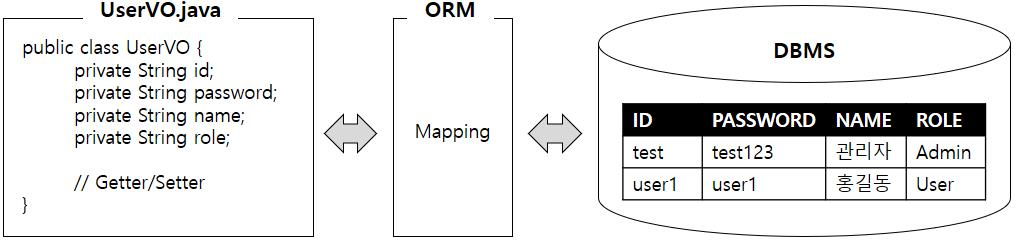 UserVO.java
public class UserVO {
private String id;
private String password;
private String name;
private String role;
// Getter/Setter
}
ORM
Mapping
DBMS
ID PASSWORD NAME ROLE
test test123 관리자 Admin
user1 user1 홍길동 User